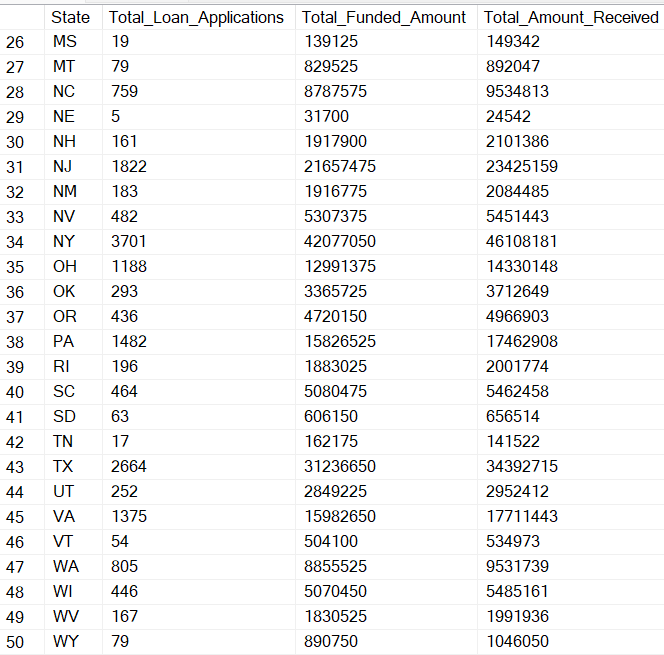 State Total_Loan_Applications Total_Funded_Amount Total_Amount_Received
26 MS 19 139125 149342
27 MT 79 829525 892047
28 NC 759 8787575 9534813
29 NE 5 31700 24542
30 NH 161 1917900 2101386
31 NJ 1822 21657475 23425159
32 NM 183 1916775 2084485
33 NV 482 5307375 5451443
34 NY 3701 42077050 46108181
35 OH 1188 12991375 14330148
36 OK 293 3365725 3712649
37 OR 436 4720150 4966903
38 PA 1482 15826525 17462908
39 RI 196 1883025 2001774
40 SC 464 5080475 5462458
41 SD 63 606150 656514
42 TN 17 162175 141522
43 TX 2664 31236650 34392715
44 UT 252 2849225 2952412
45 VA 1375 15982650 17711443
46 VT 54 504100 534973
47 WA 805 8855525 9531739
48 WI 446 5070450 5485161
49 WV 167 1830525 1991936
50 WY 79 890750 1046050